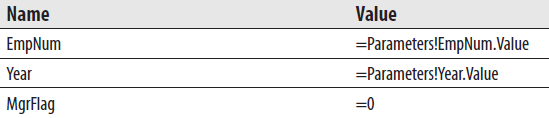 Name Value
EmpNum =Parameters!EmpNum.Value
Year =Parameters!Year.Value
MgrFlag =0